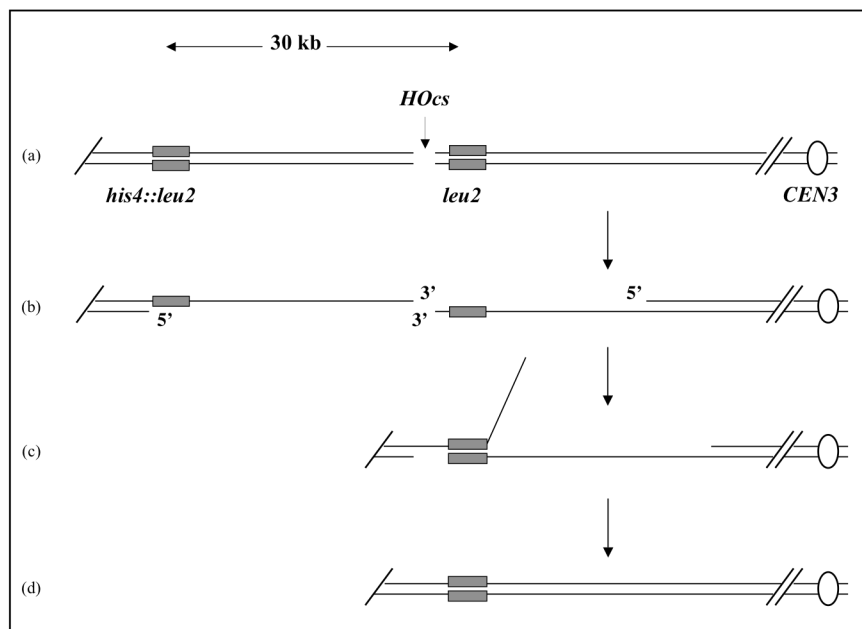 30 kb
HOcs
(a)
his4::leu2 leu2 CEN3
3’ 5’
(b)
5’ 3’
(c)
(d)